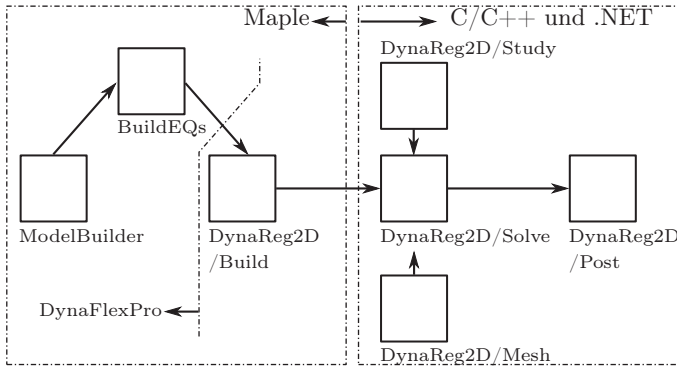 Maple
C/C++ und .NET
DynaReg2D/Study
BuildEQs
ModelBuilder
DynaReg2D
/Build
DynaReg2D/Solve
DynaReg2D
/Post
DynaFlexPro
DynaReg2D/Mesh